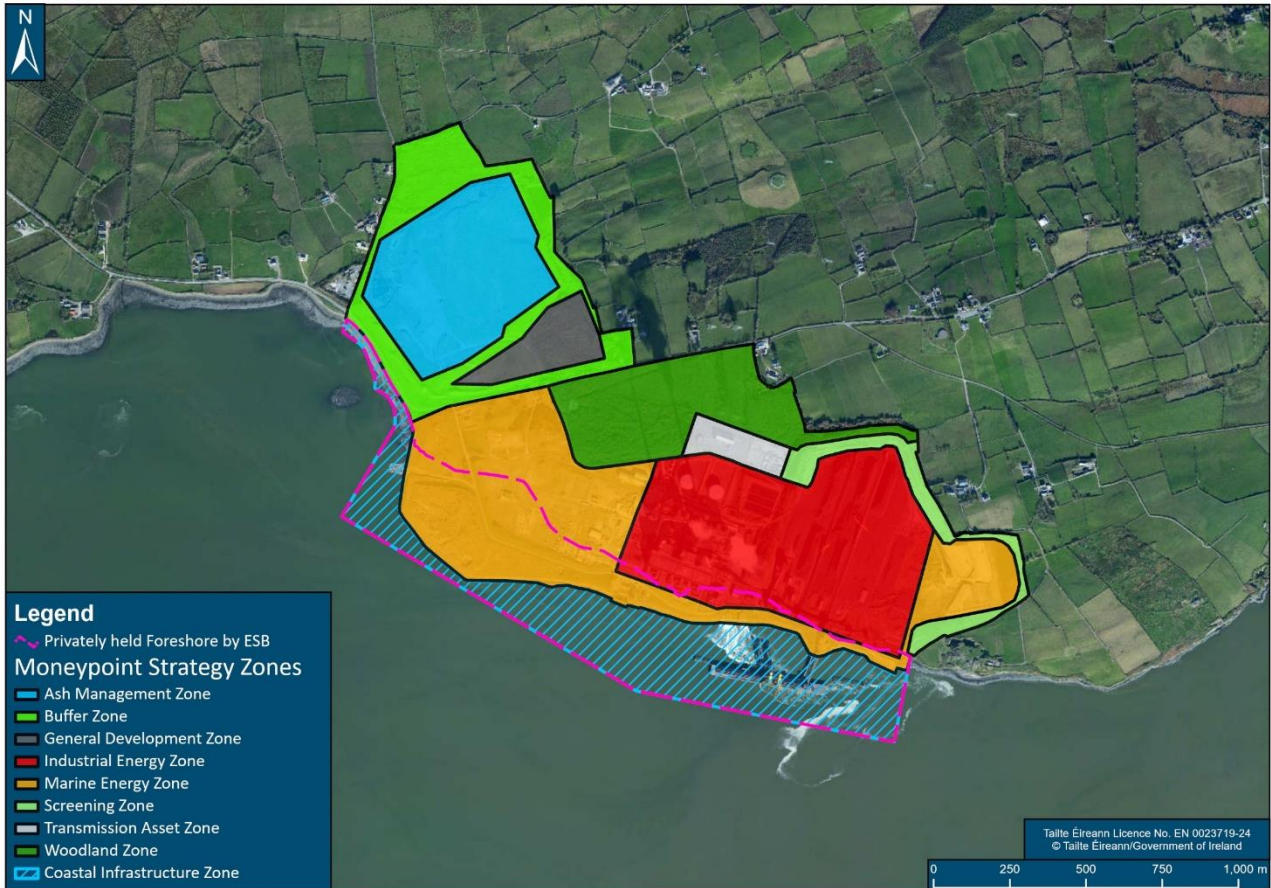 N
Legend
Privately held Foreshore by ESB
Moneypoint Strategy Zones
Ash Management Zone
Buffer Zone
General Development Zone
Industrial Energy Zone
Marine Energy Zone
Screening Zone
Transmission Asset Zone
Woodland Zone
Coastal Infrastructure Zone
Tailte Éireann Licence No. EN 0023719-24
© Tailte Éireann/Government of Ireland
0 250 500 750 1,000 m